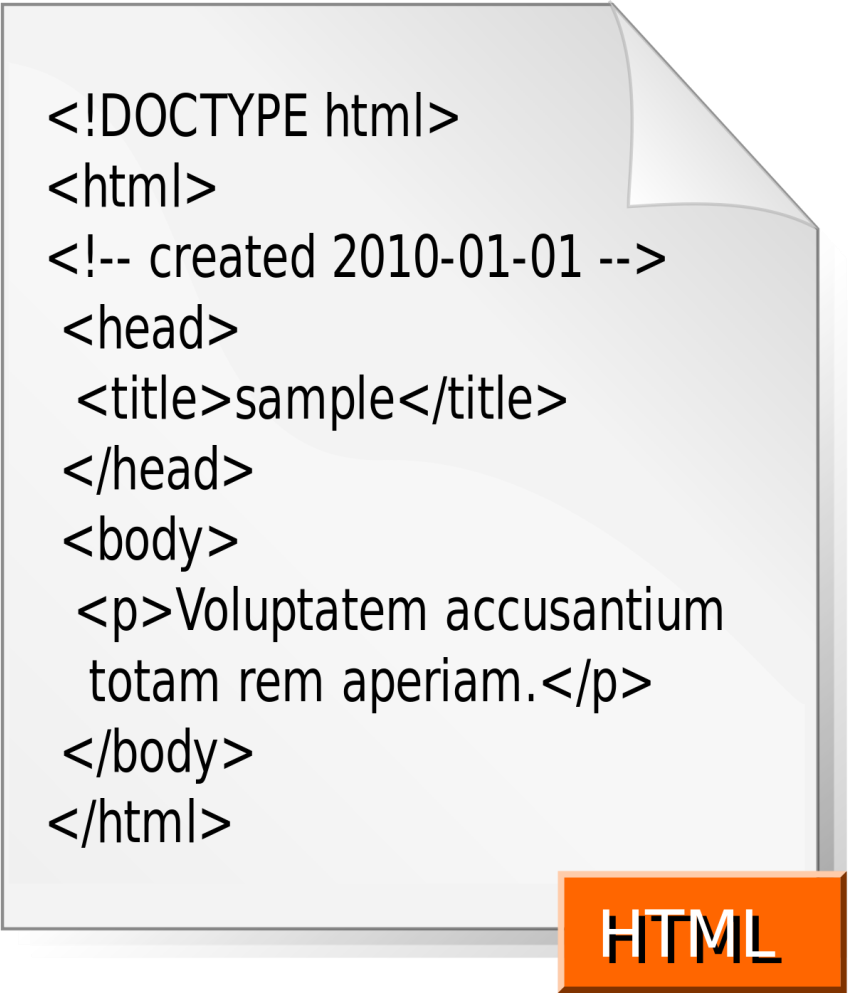 <!DOCTYPE html>
<html>
<!-- created 2010-01-01 -->
<head>
<title>sample</title>
</head>
<body>
<p>Voluptatem accusantium
totam rem aperiam.</p>
</body>
</html>
HTML